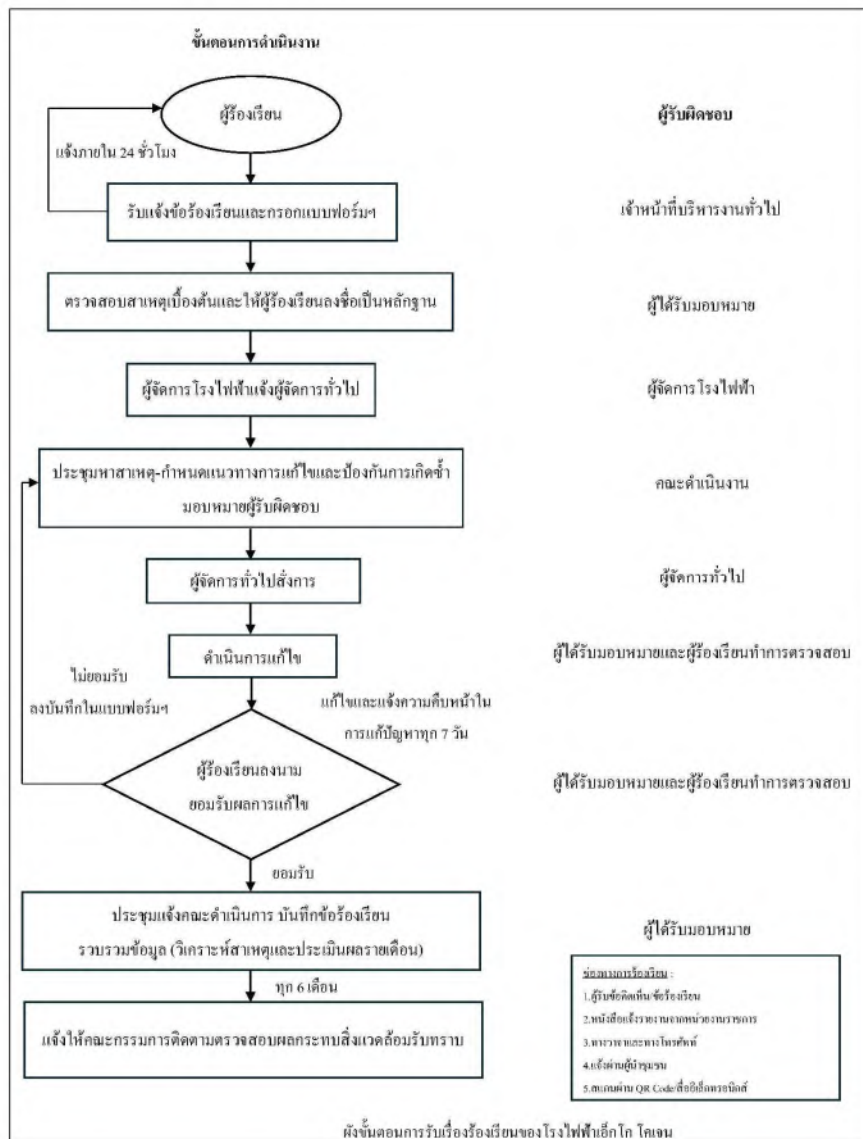 ขั้นตอนการดำเนินงาน
ผู้ร้องเรียน
ผู้รับผิดชอบ
แจ้งภายใน 24 ชั่วโมง
รับแจ้งข้อร้องเรียนและกรอกแบบฟอร์มฯ
เจ้าหน้าที่บริหารงานทั่วไป
ตรวจสอบสาเหตุเบื้องต้นและให้ผู้ร้องเรียนลงชื่อเป็นหลักฐาน
ผู้ได้รับมอบหมาย
ผู้จัดการโรงไฟฟ้าแจ้งผู้จัดการทั่วไป
ผู้จัดการโรงไฟฟ้า
ประชุมหาสาเหตุ-กำหนดแนวทางการแก้ไขและป้องกันการเกิดซ้ำ
มอบหมายผู้รับผิดชอบ
คณะดำเนินงาน
ผู้จัดการทั่วไปสั่งการ
ผู้จัดการทั่วไป
ดำเนินการแก้ไข
ผู้ได้รับมอบหมายและผู้ร้องเรียนทำการตรวจสอบ
ไม่ยอมรับ
ลงบันทึกในแบบฟอร์มฯ
แก้ไขและแจ้งความคืบหน้าใน
การแก้ปัญหาทุก 7 วัน
ผู้ร้องเรียนลงนาม
ยอมรับผลการแก้ไข
ผู้ได้รับมอบหมายและผู้ร้องเรียนทำการตรวจสอบ
ยอมรับ
ประชุมแจ้งคณะดำเนินการ บันทึกข้อร้องเรียน
รวบรวมข้อมูล (วิเคราะห์สาเหตุและประเมินผลรายเดือน)
ผู้ได้รับมอบหมาย
ทุก 6 เดือน
แจ้งให้คณะกรรมการติดตามตรวจสอบผลกระทบสิ่งแวดล้อมรับทราบ
ช่องทางการร้องเรียน :
1.ผู้รับข้อคิดเห็น/ข้อร้องเรียน
2.หนังสือแจ้งรายงานจากหน่วยงานราชการ
3.ทางวาจาและทางโทรศัพท์
4.แจ้งผ่านผู้นำชุมชน
5.สแกนผ่าน QR Code/สื่ออิเล็กทรอนิกส์
ผังขั้นตอนการรับเรื่องร้องเรียนของโรงไฟฟ้าเอ็กโก โคเจน